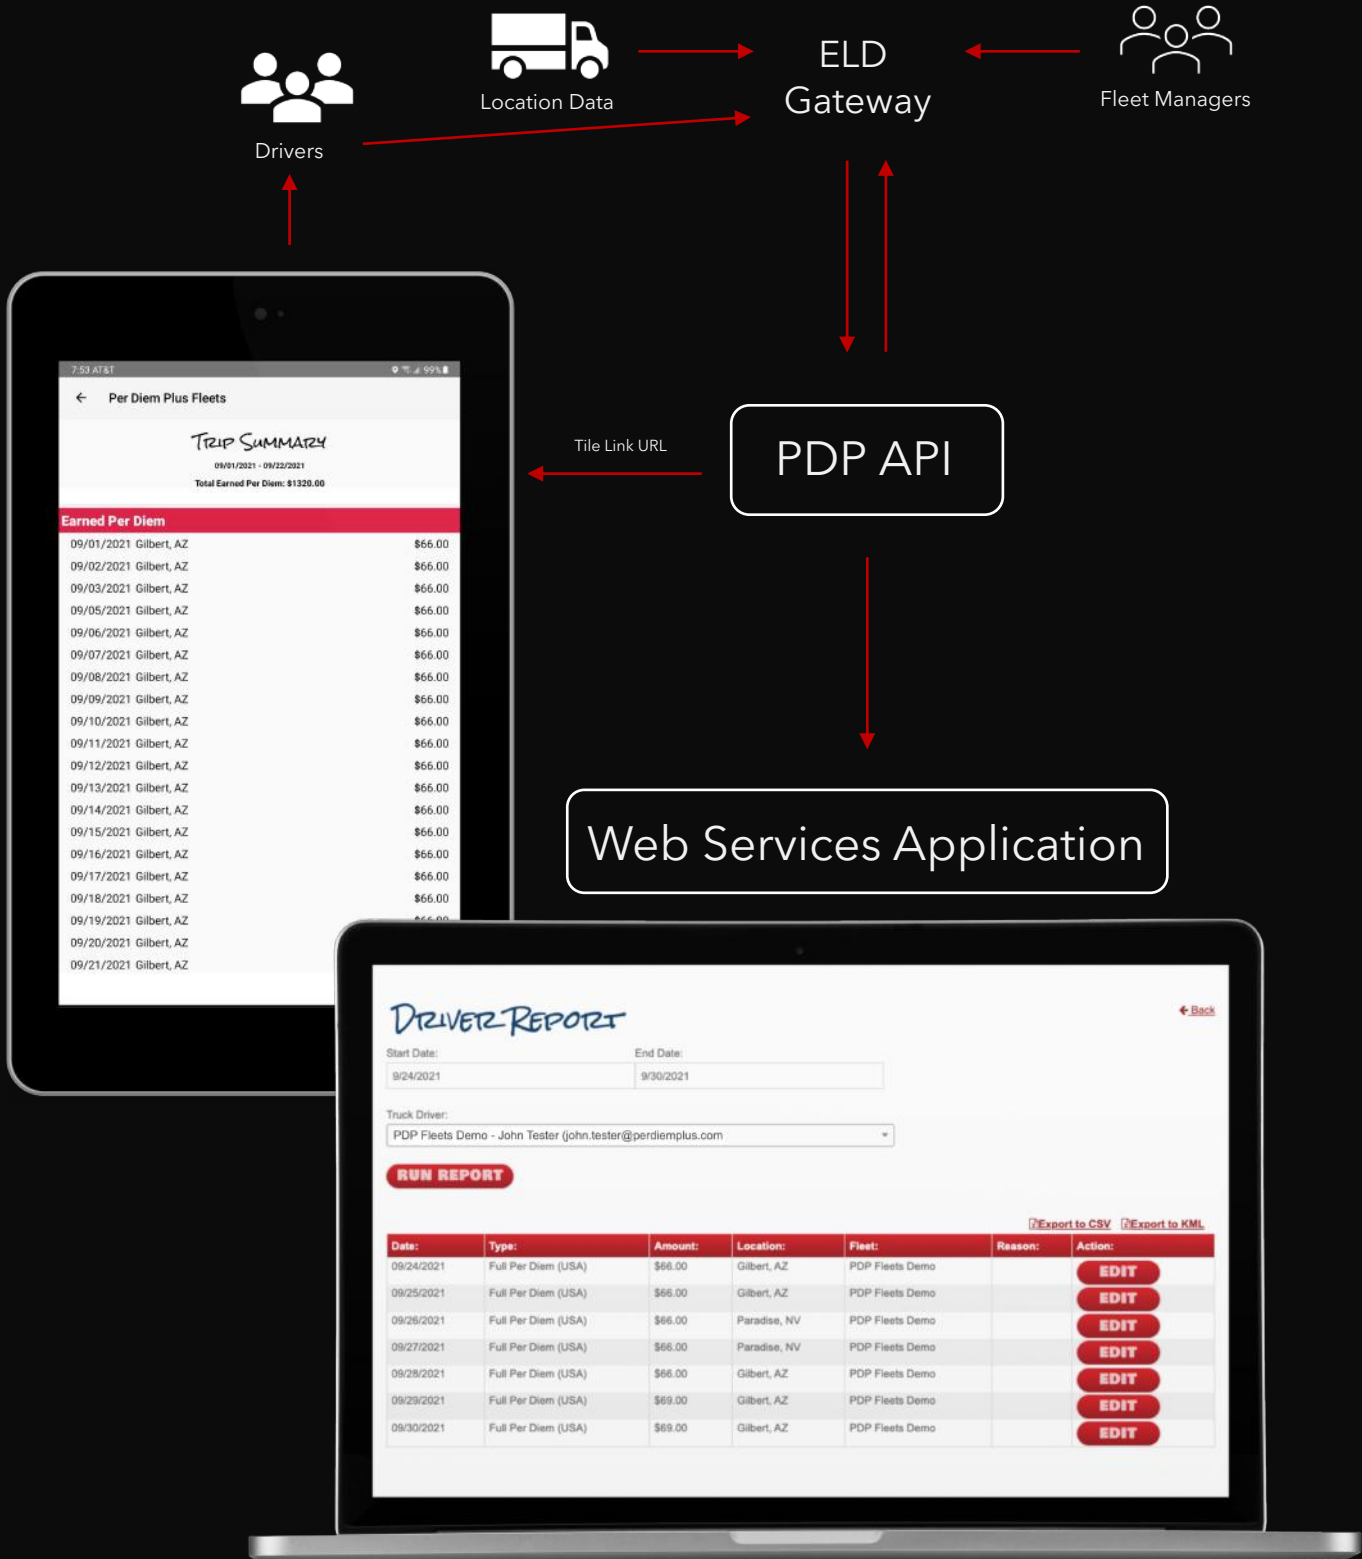 ELD
Gateway
Location Data
Fleet Managers
Drivers
7:53 AT&T
99%
Per Diem Plus Fleets
TRIP SUMMARY
09/01/2021 - 09/22/2021
Total Earned Per Diem: $1320.00
Earned Per Diem
09/01/2021 Gilbert, AZ $66.00
09/02/2021 Gilbert, AZ $66.00
09/03/2021 Gilbert, AZ $66.00
09/05/2021 Gilbert, AZ $66.00
09/06/2021 Gilbert, AZ $66.00
09/07/2021 Gilbert, AZ $66.00
09/08/2021 Gilbert, AZ $66.00
09/09/2021 Gilbert, AZ $66.00
09/10/2021 Gilbert, AZ $66.00
09/11/2021 Gilbert, AZ $66.00
09/12/2021 Gilbert, AZ $66.00
09/13/2021 Gilbert, AZ $66.00
09/14/2021 Gilbert, AZ $66.00
09/15/2021 Gilbert, AZ $66.00
09/16/2021 Gilbert, AZ $66.00
09/17/2021 Gilbert, AZ $66.00
09/18/2021 Gilbert, AZ $66.00
09/19/2021 Gilbert, AZ
09/20/2021 Gilbert, AZ
09/21/2021 Gilbert, AZ
Tile Link URL
PDP API
Web Services Application
DRIVER REPORT
Back
Start Date: End Date:
9/24/2021 9/30/2021
Truck Driver:
PDP Fleets Demo - John Tester (john.tester@perdiemplus.com
RUN REPORT
Export to CSV Export to KML
Date: Type: Amount: Location: Fleet: Reason: Action:
09/24/2021 Full Per Diem (USA) $66.00 Gilbert, AZ PDP Fleets Demo EDIT
09/25/2021 Full Per Diem (USA) $66.00 Gilbert, AZ PDP Fleets Demo EDIT
09/26/2021 Full Per Diem (USA) $66.00 Paradise, NV PDP Fleets Demo EDIT
09/27/2021 Full Per Diem (USA) $66.00 Paradise, NV PDP Fleets Demo EDIT
09/28/2021 Full Per Diem (USA) $66.00 Gilbert, AZ PDP Fleets Demo EDIT
09/29/2021 Full Per Diem (USA) $69.00 Gilbert, AZ PDP Fleets Demo EDIT
09/30/2021 Full Per Diem (USA) $69.00 Gilbert, AZ PDP Fleets Demo EDIT